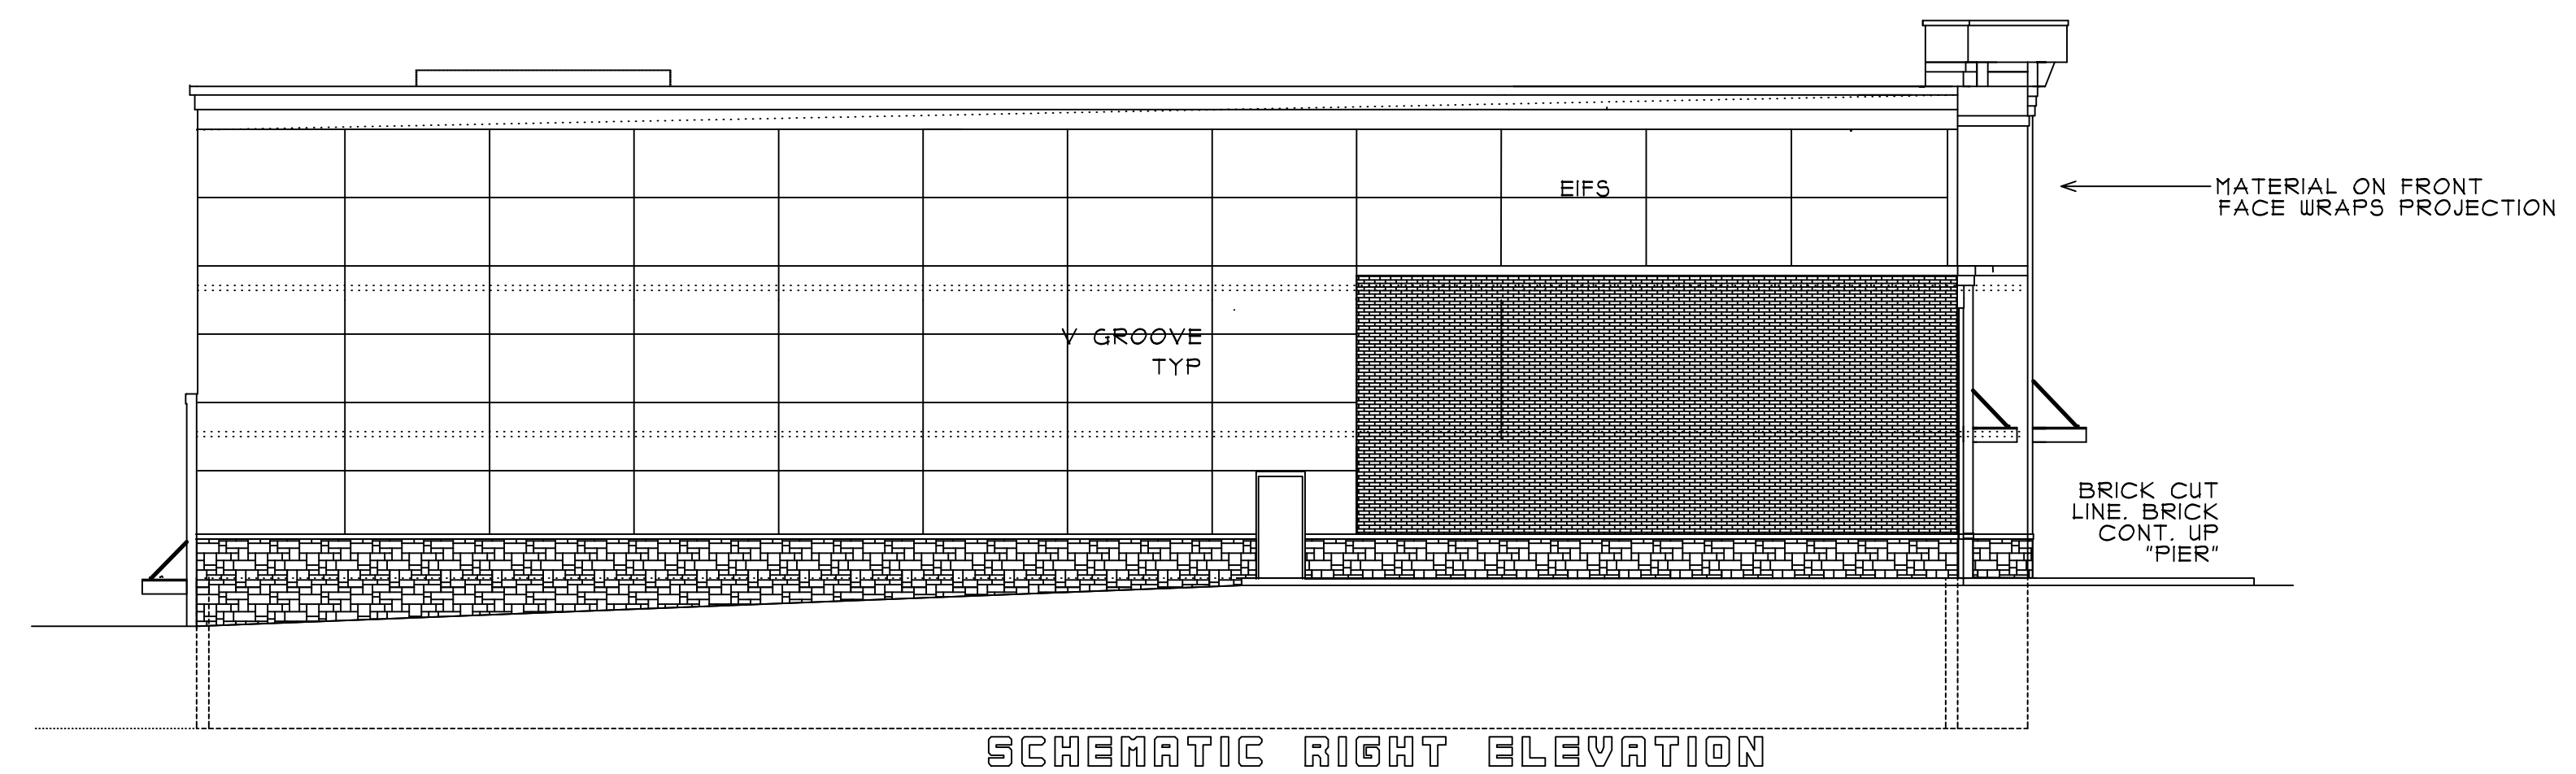 EIFS
MATERIAL ON FRONT
FACE WRAPS PROJECTION
V GROOVE
TYP
BRICK CUT
LINE. BRICK
CONT. UP
"PIER"
SCHEMATIC RIGHT ELEVATION